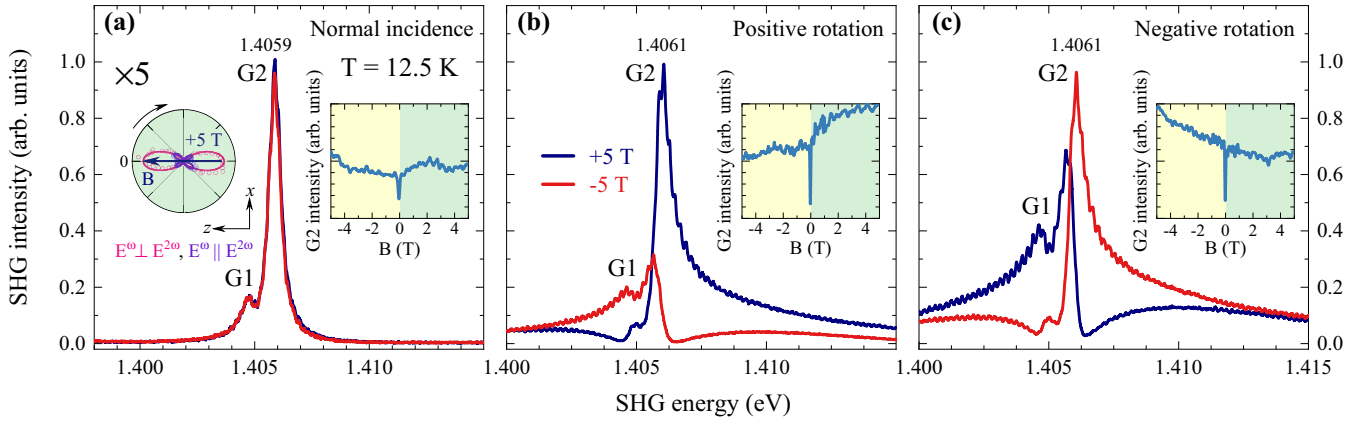 (a) Normal incidence
1.4059
×5
G2
T = 12.5 K
+5 T
0
B
x
z
E^ω ⊥ E^2ω, E^ω || E^2ω
G1
G2 intensity (arb. units)
-4 -2 0 2 4
B (T)
SHG intensity (arb. units)
1.0
0.8
0.6
0.4
0.2
0.0
1.400 1.405 1.410
(b) Positive rotation
1.4061
G2
+5 T
-5 T
G1
G2 intensity (arb. units)
-4 -2 0 2 4
B (T)
1.400 1.405 1.410
(c) Negative rotation
1.4061
G2
G1
G2 intensity (arb. units)
-4 -2 0 2 4
B (T)
1.0
0.8
0.6
0.4
0.2
0.0
1.400 1.405 1.410 1.415
SHG energy (eV)